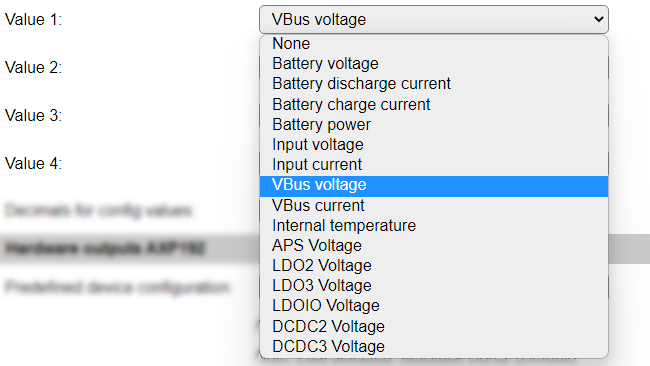 Value 1:
VBus voltage
None
Battery voltage
Value 2:
Battery discharge current
Battery charge current
Value 3:
Battery power
Input voltage
Value 4:
Input current
VBus voltage
VBus current
Decimals for config values:
Internal temperature
Hardware outputs AXP192
APS Voltage
LDO2 Voltage
Predefined device configuration:
LDO3 Voltage
LDOIO Voltage
DCDC2 Voltage
DCDC3 Voltage